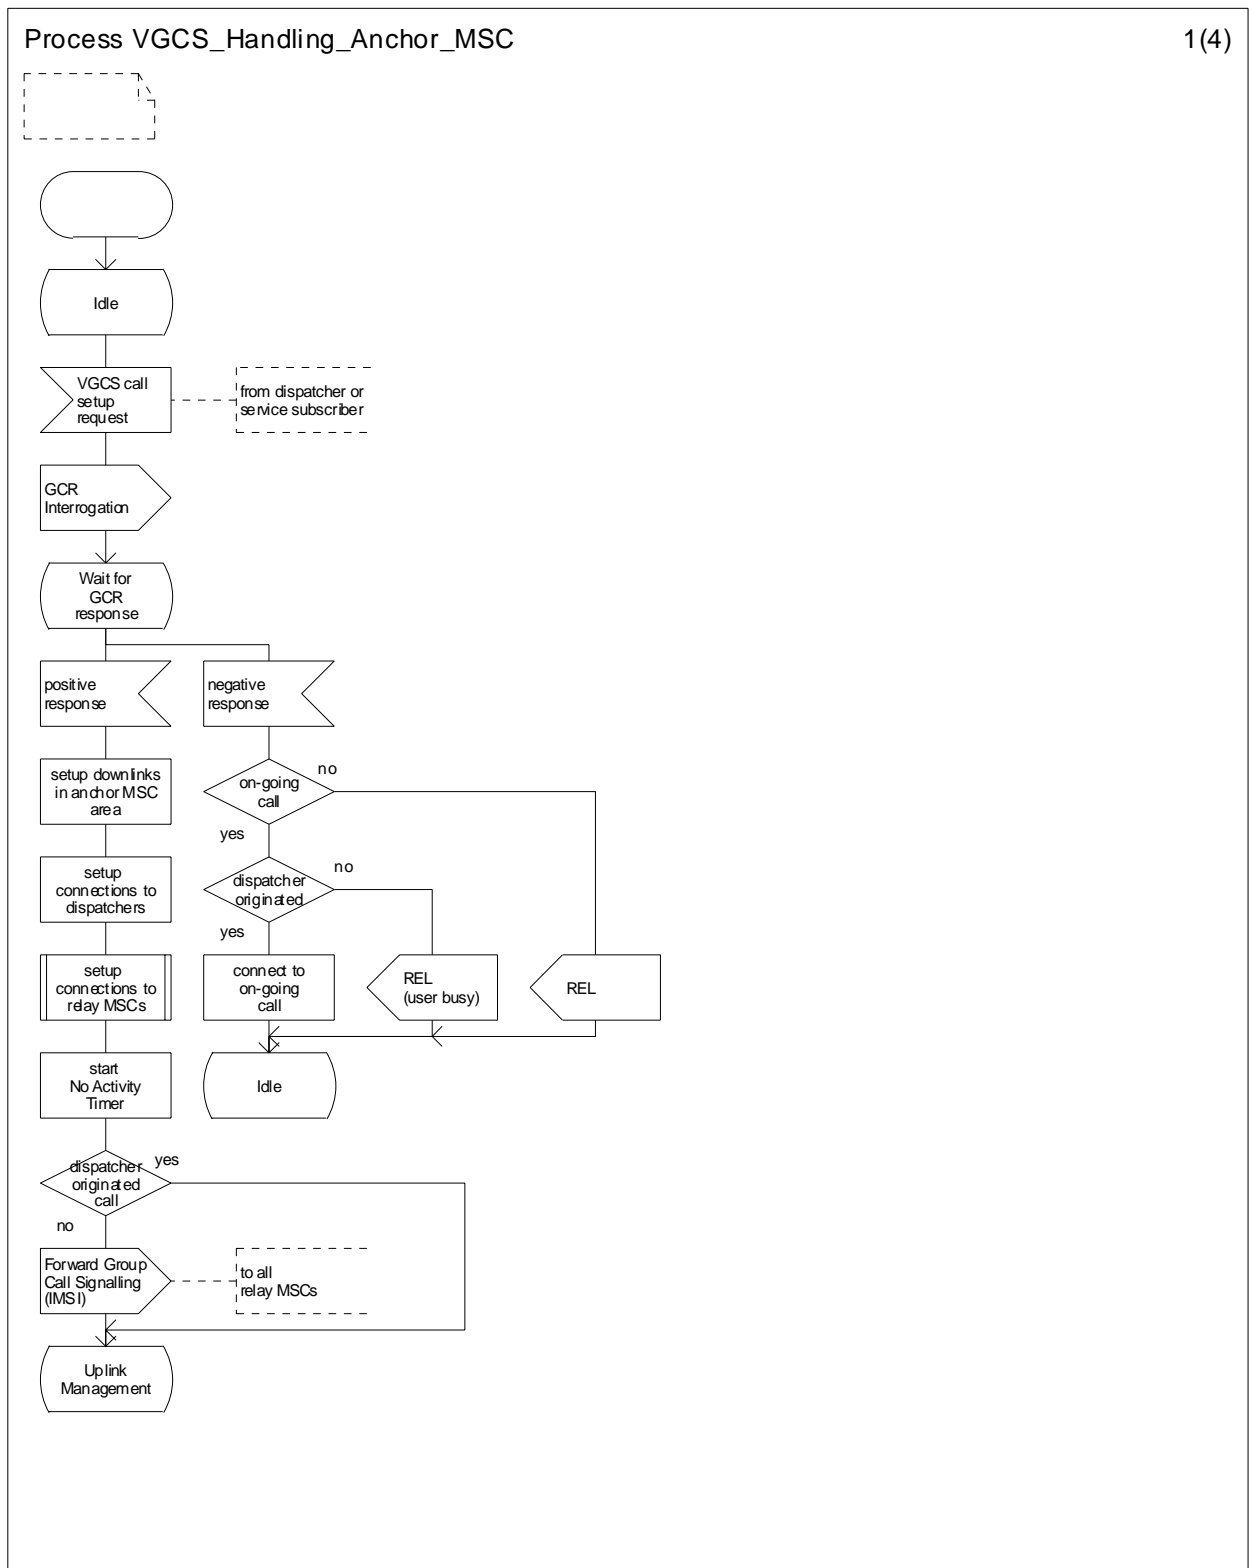 Process VGCS_Handling_Anchor_MSC
1(4)
Idle
VGCS call
setup
request
from dispatcher or
service subscriber
GCR
Interrogation
Wait for
GCR
response
positive
response
negative
response
setup downlinks
in anchor MSC
area
on-going
call
no
yes
setup
connections to
dispatchers
dispatcher
originated
no
yes
setup
connections to
relay MSCs
connect to
on-going
call
REL
(user busy)
REL
start
No Activity
Timer
Idle
dispatcher
originated
call
yes
no
Forward Group
Call Signalling
(IMSI)
to all
relay MSCs
Uplink
Management